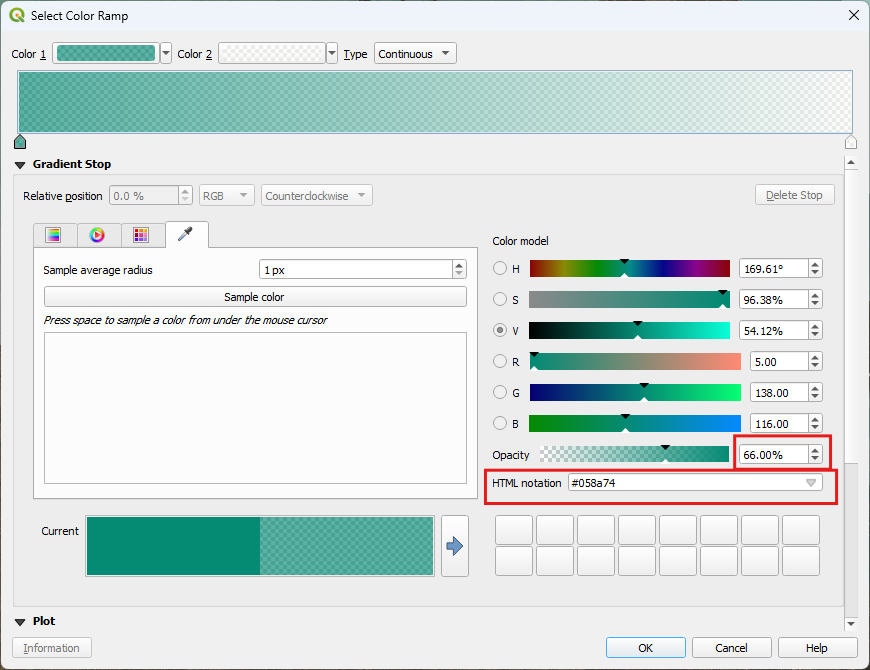 Select Color Ramp
Color 1 Color 2 Type Continuous
Gradient Stop
Relative position 0.0 % RGB Counterclockwise Delete Stop
Color model
Sample average radius 1 px
Sample color
Press space to sample a color from under the mouse cursor
H 169.61°
S 96.38%
V 54.12%
R 5.00
G 138.00
B 116.00
Opacity 66.00%
HTML notation #058a74
Current
Plot
Information OK Cancel Help